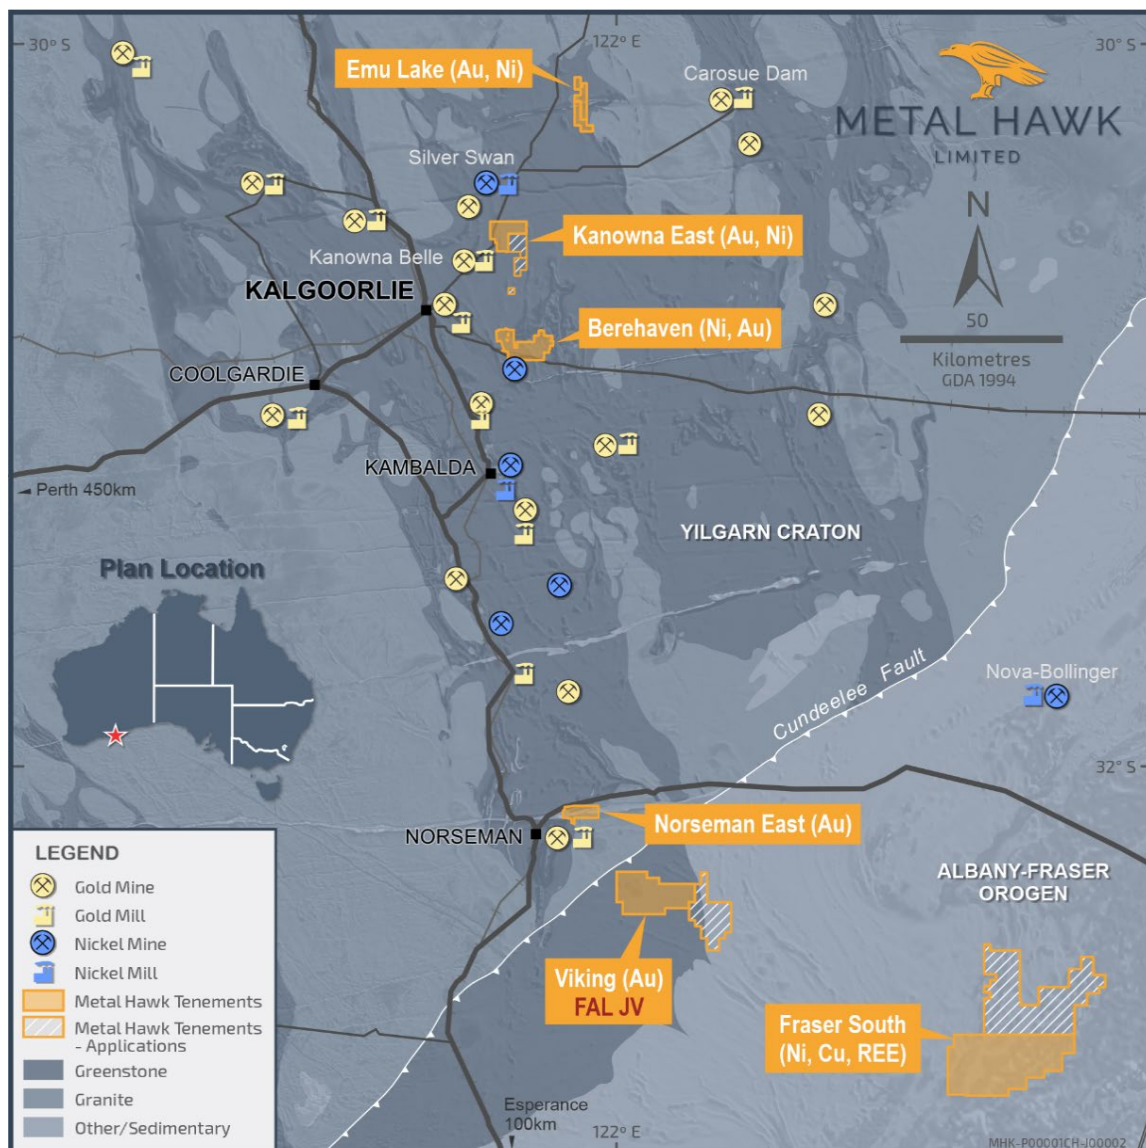 30° S
122° E
30° S
Emu Lake (Au, Ni)
Carosue Dam
METAL HAWK
LIMITED
Silver Swan
N
Kanowna East (Au, Ni)
Kanowna Belle
KALGOORLIE
50
Kilometres
GDA 1994
Berehaven (Ni, Au)
COOLGARDIE
KAMBALDA
Perth 450km
YILGARN CRATON
Plan Location
Cundeelee Fault
Nova-Bollinger
32° S
NORSEMAN
Norseman East (Au)
ALBANY-FRASER
OROGEN
Viking (Au)
FAL JV
Fraser South
(Ni, Cu, REE)
LEGEND
Gold Mine
Gold Mill
Nickel Mine
Nickel Mill
Metal Hawk Tenements
Metal Hawk Tenements
- Applications
Greenstone
Granite
Other/Sedimentary
Esperance
100km
122° E
MHK-P00001CH-J00002